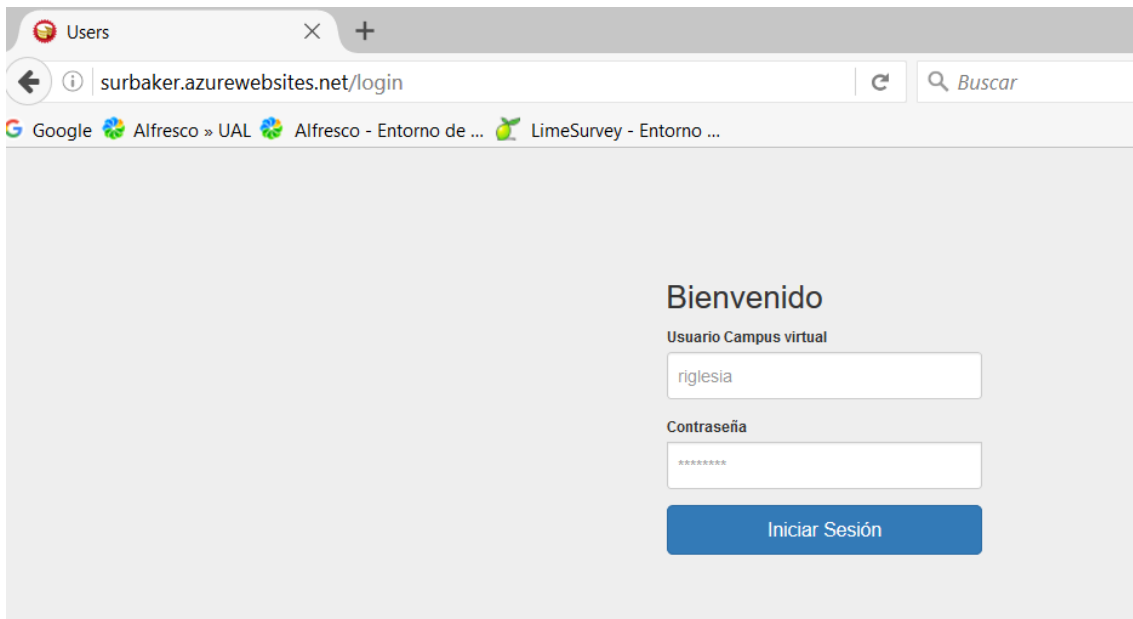 Users
surbaker.azurewebsites.net/login
Buscar
Google Alfresco » UAL Alfresco - Entorno de ... LimeSurvey - Entorno ...
Bienvenido
Usuario Campus virtual
riglesia
Contraseña
********
Iniciar Sesión